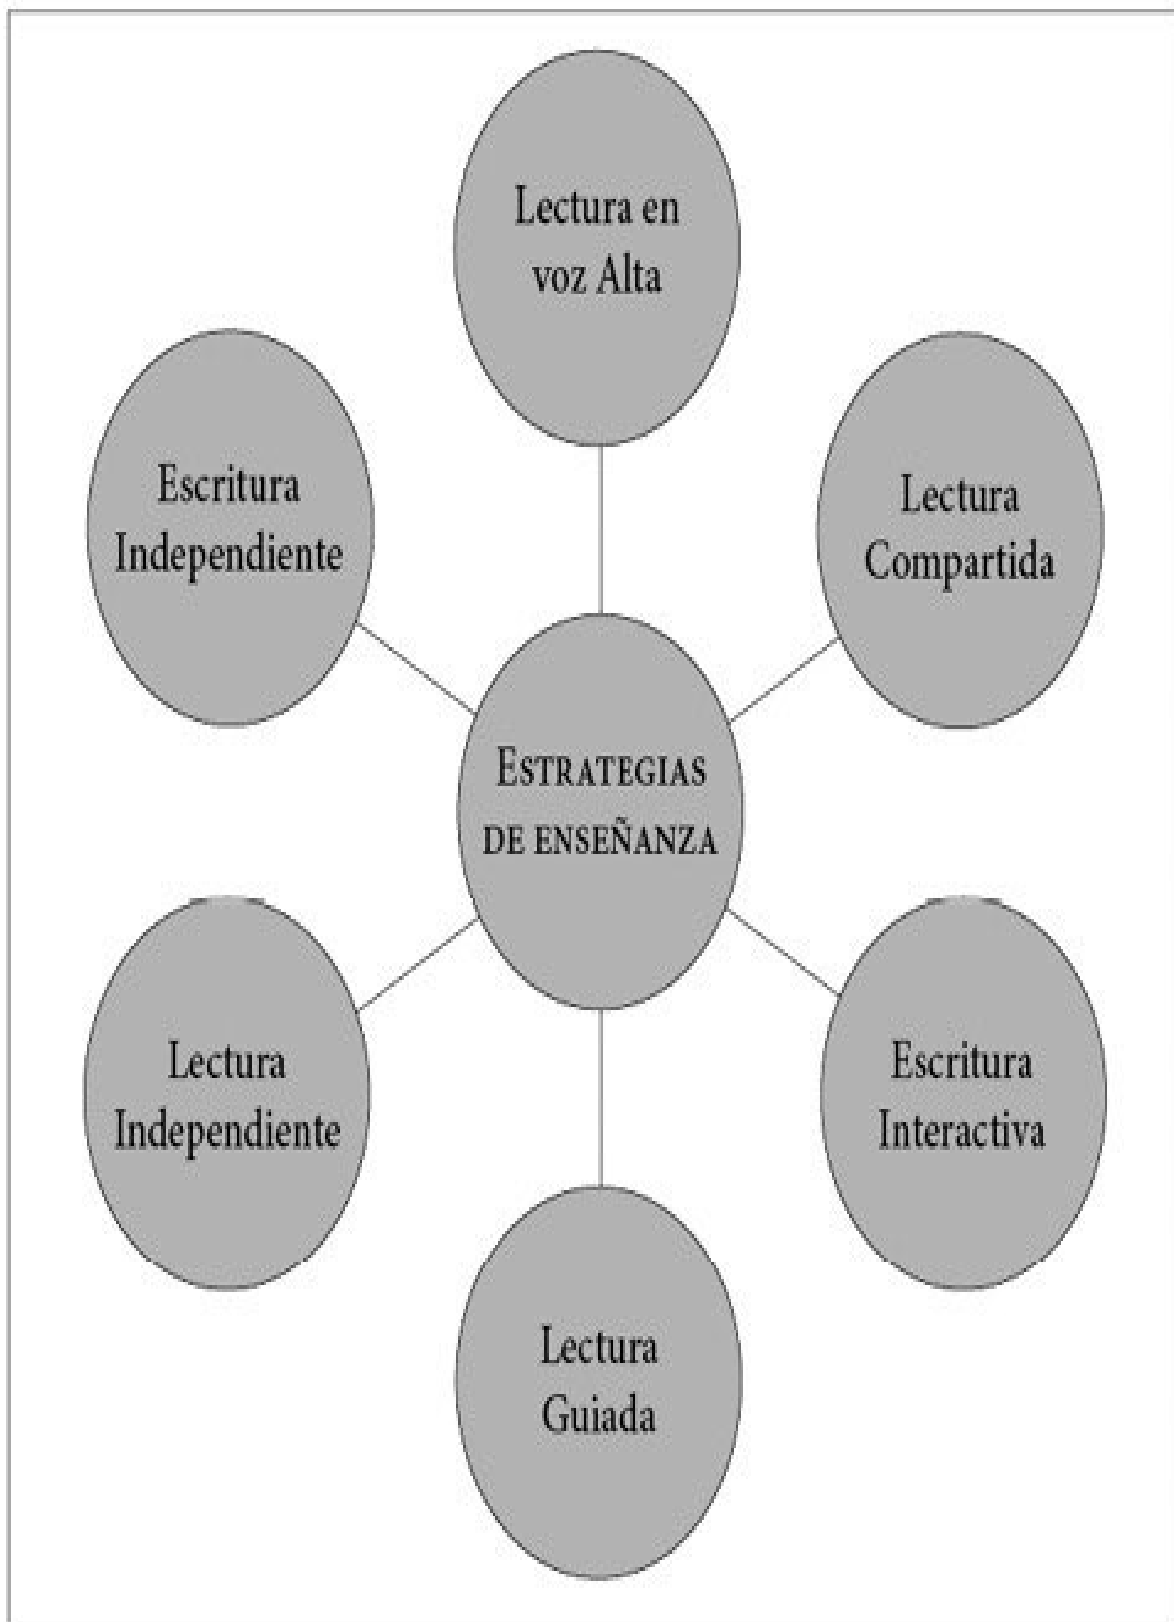 Lectura en
voz Alta
Escritura
Independiente
Lectura
Compartida
ESTRATEGIAS
DE ENSEÑANZA
Lectura
Independiente
Escritura
Interactiva
Lectura
Guiada